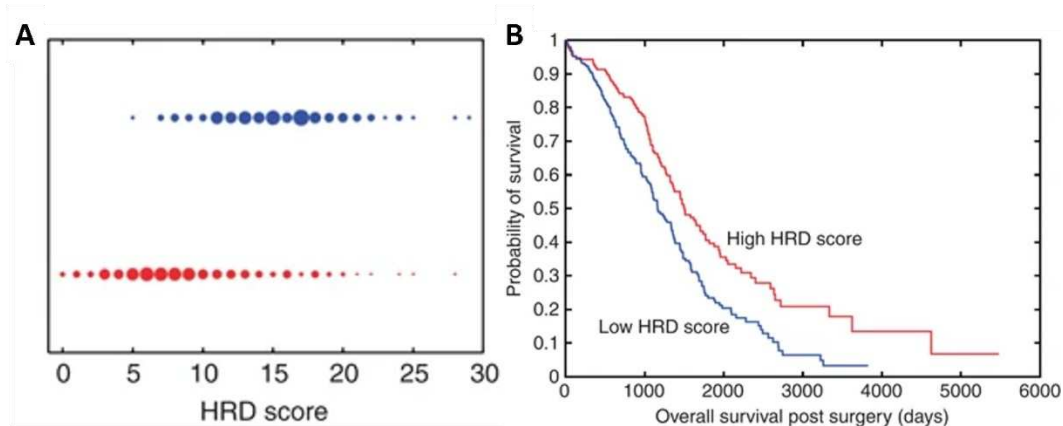 A
0 5 10 15 20 25 30
HRD score
B
1
0.9
0.8
0.7
0.6
0.5
0.4
0.3
0.2
0.1
0
Probability of survival
High HRD score
Low HRD score
0 1000 2000 3000 4000 5000 6000
Overall survival post surgery (days)